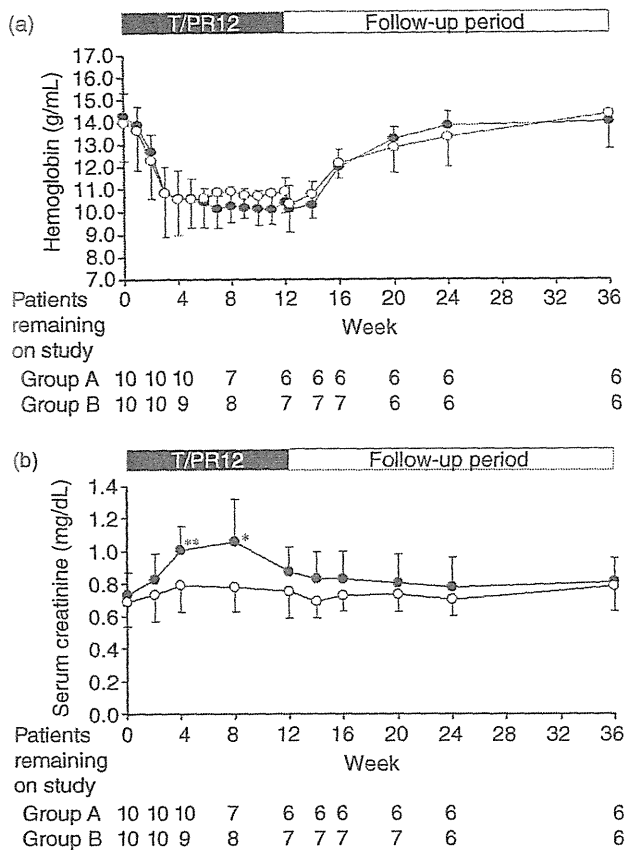 (a)
T/PR12 Follow-up period
Hemoglobin (g/mL)
17.0
16.0
15.0
14.0
13.0
12.0
11.0
10.0
9.0
8.0
7.0
0 4 8 12 16 20 24 28 32 36
Week
Patients
remaining
on study
Group A 10 10 10 7 6 6 6 6 6 6
Group B 10 10 9 8 7 7 7 6 6 6
(b)
T/PR12 Follow-up period
Serum creatinine (mg/dL)
1.4
1.2
1.0
0.8
0.6
0.4
0.2
0.0
** *
0 4 8 12 16 20 24 28 32 36
Week
Patients
remaining
on study
Group A 10 10 10 7 6 6 6 6 6 6
Group B 10 10 9 8 7 7 7 7 6 6